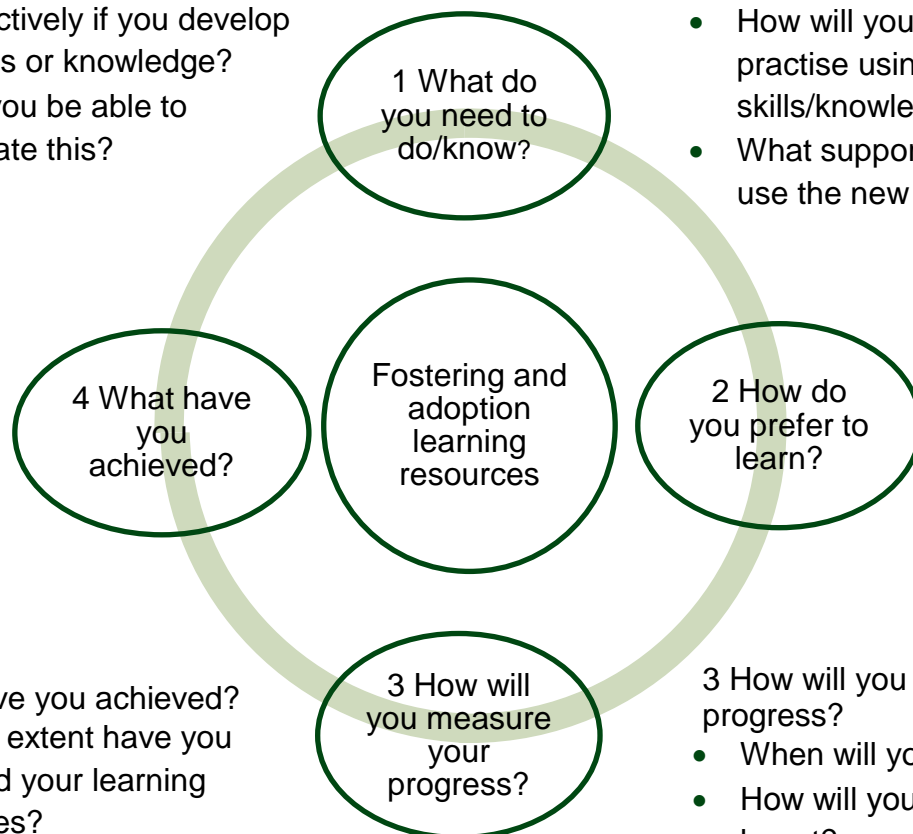 ctively if you develop
s or knowledge?
you be able to
ate this?
1 What do
you need to
do/know?
• How will you
practise usin
skills/knowle
• What suppor
use the new
4 What have
you
achieved?
Fostering and
adoption
learning
resources
2 How do
you prefer to
learn?
ve you achieved?
extent have you
d your learning
es?
3 How will
you measure
your
progress?
3 How will you
progress?
• When will yo
• How will you